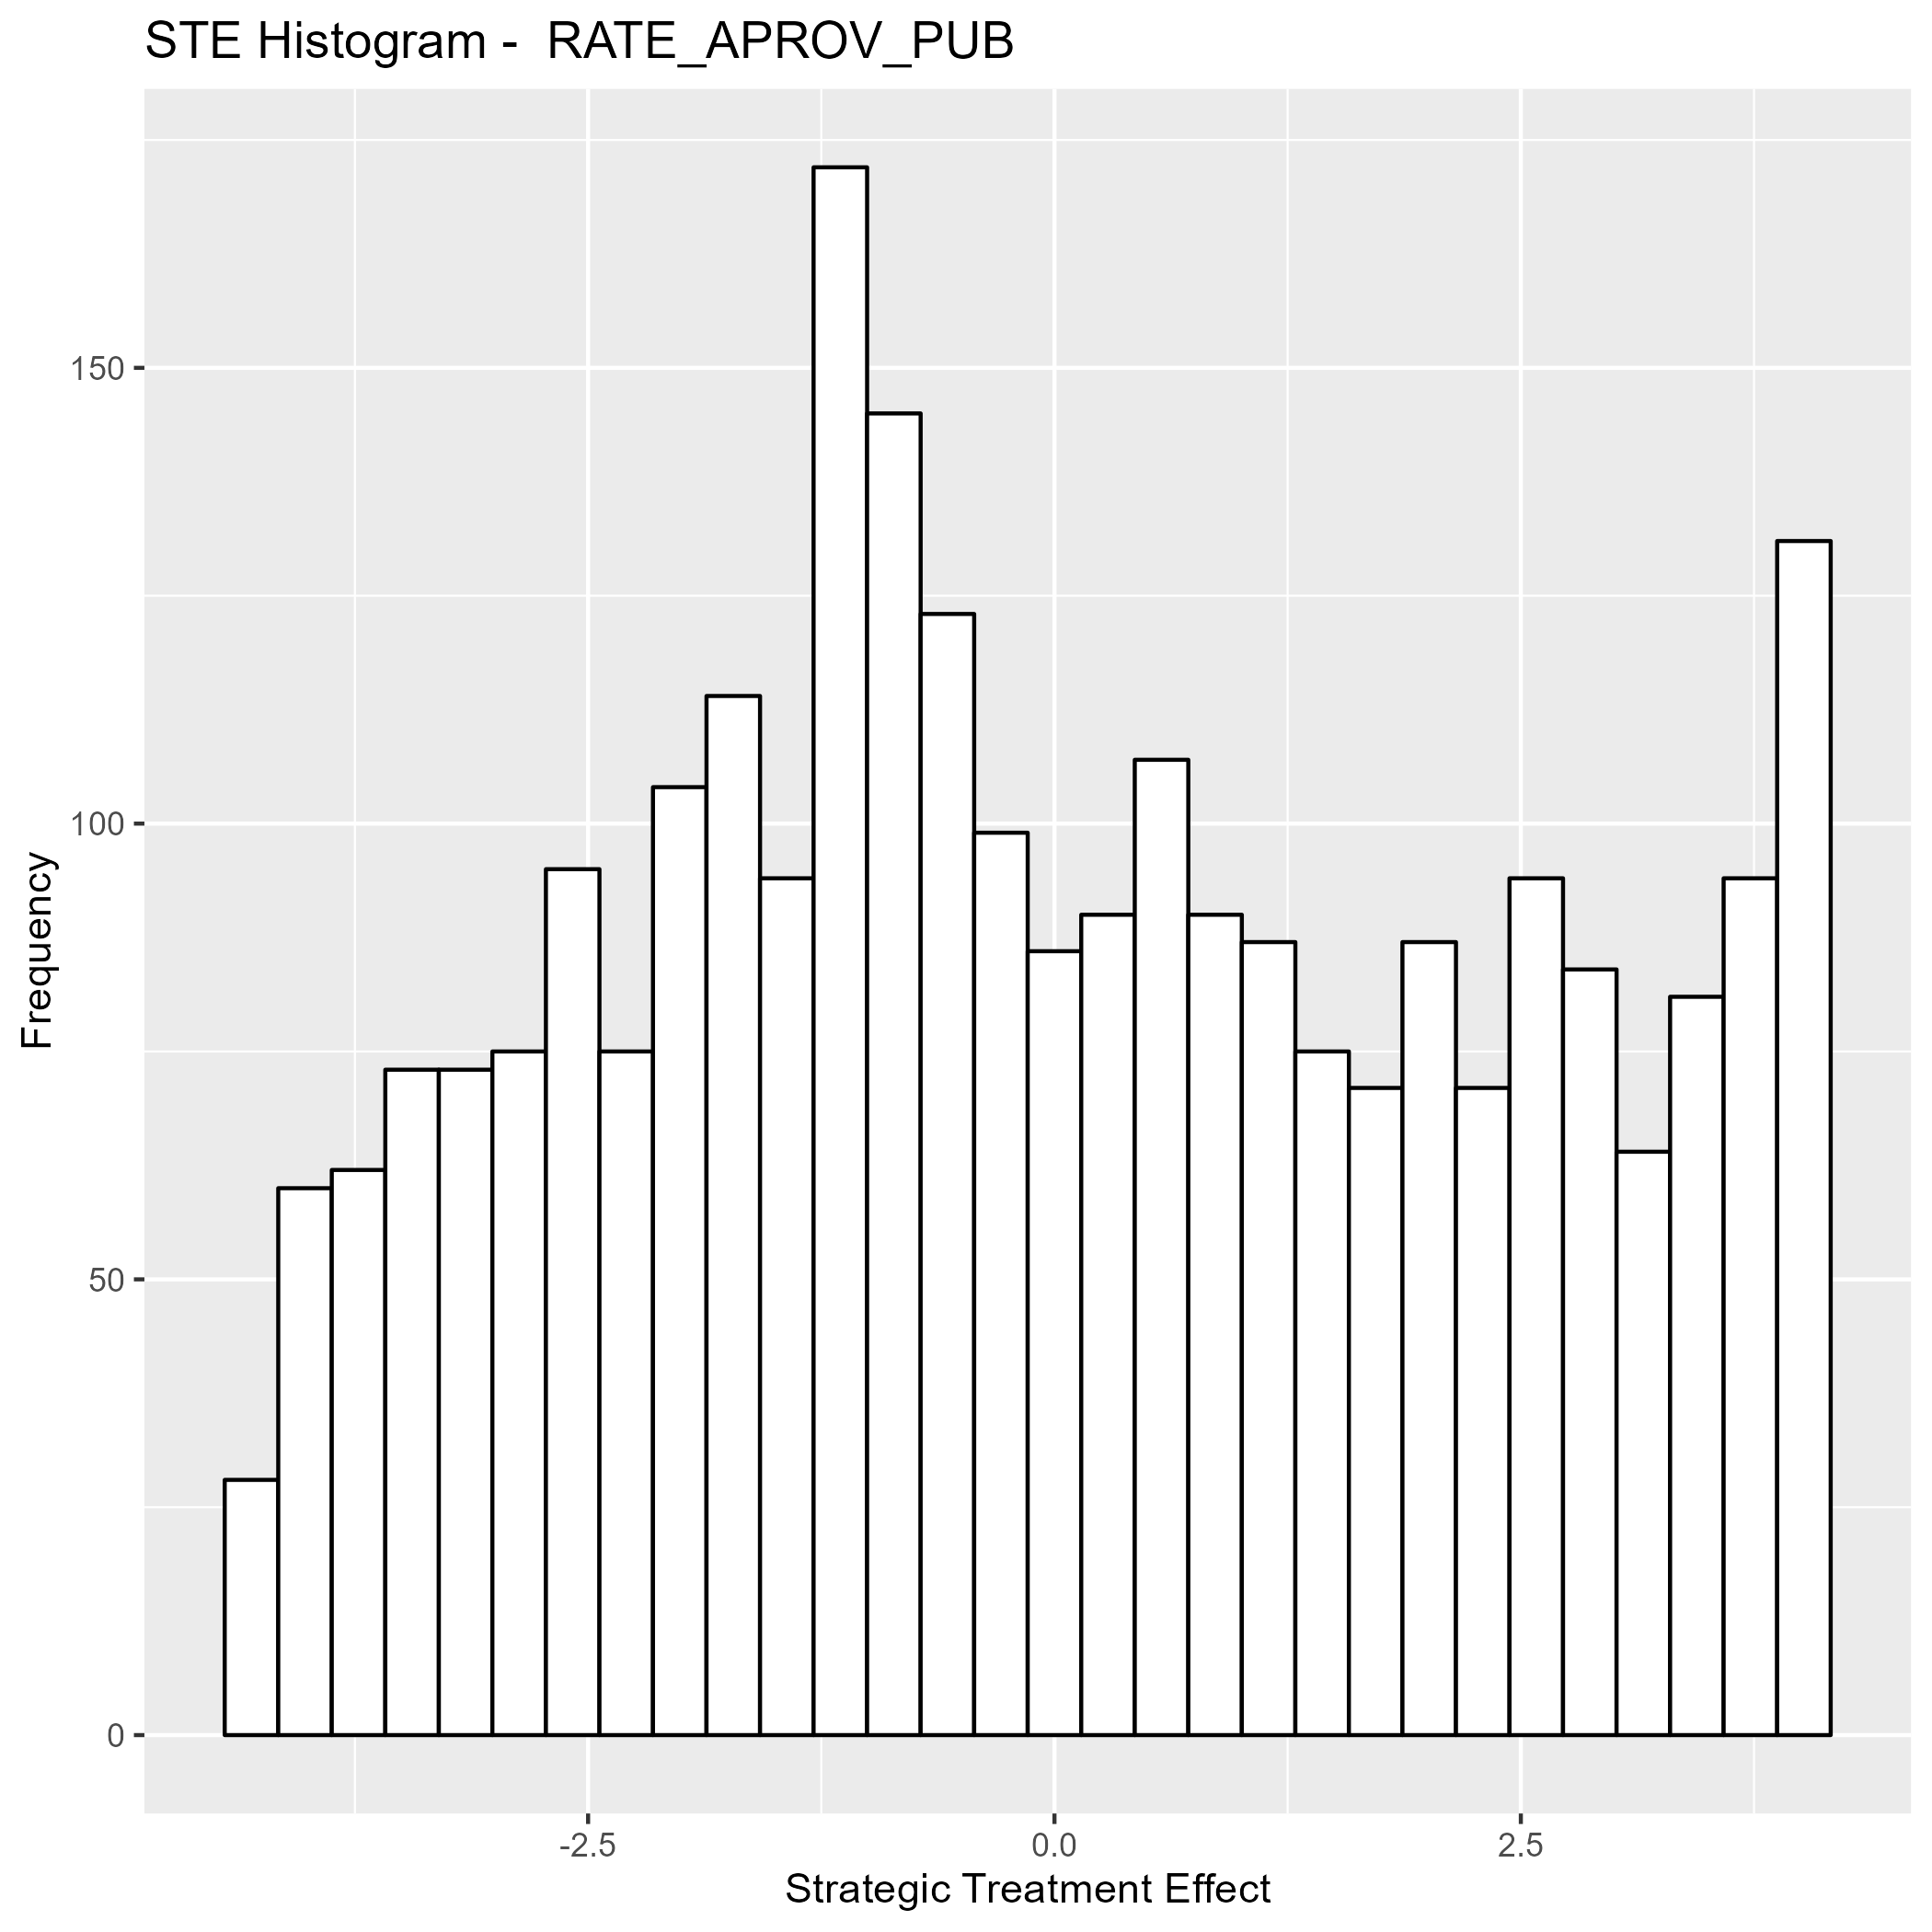 STE Histogram -  RATE_APROV_PUB
150
100
50
0
Frequency
-2.5
0.0
2.5
Strategic Treatment Effect